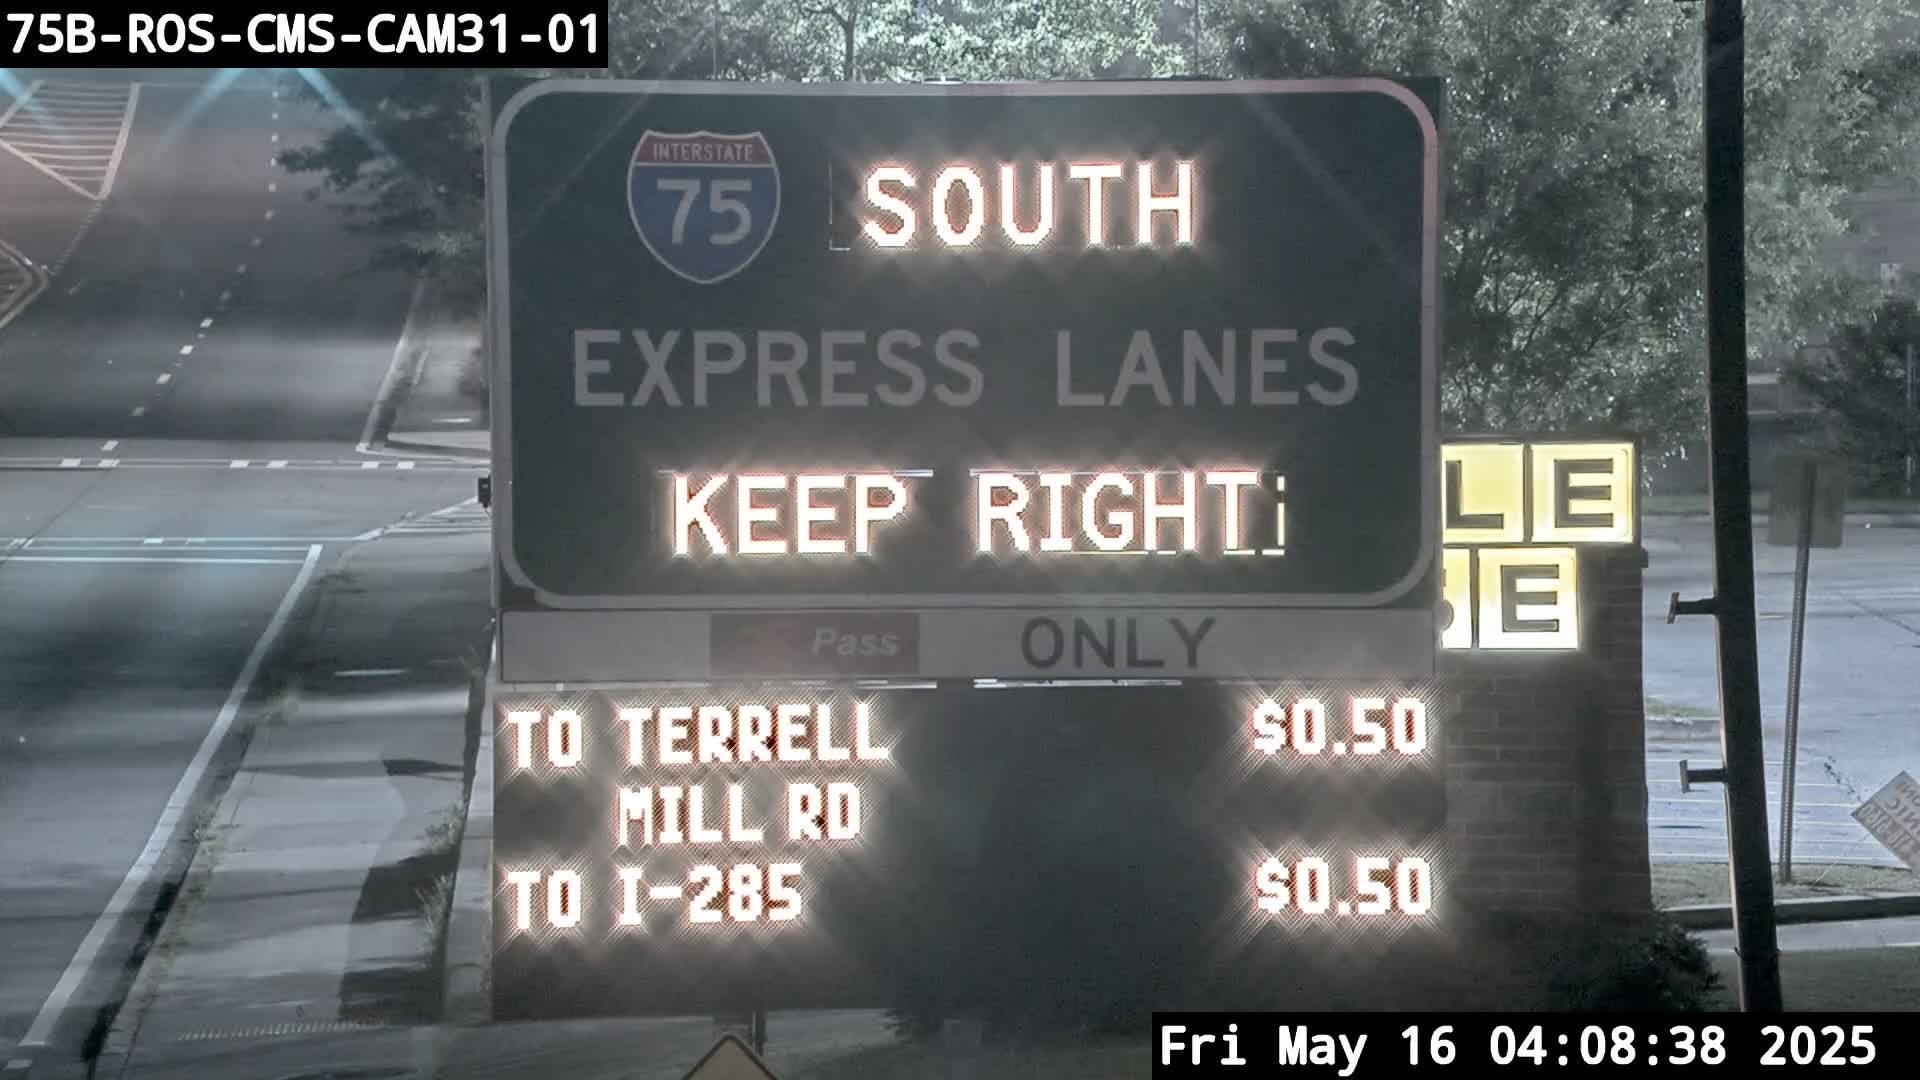 75B-ROS-CMS-CAM31-01
INTERSTATE
75
SOUTH
EXPRESS LANES
KEEP RIGHT
Pass ONLY
TO TERRELL $0.50
MILL RD
TO I-285 $0.50
LE
E
Fri May 16 04:08:38 2025